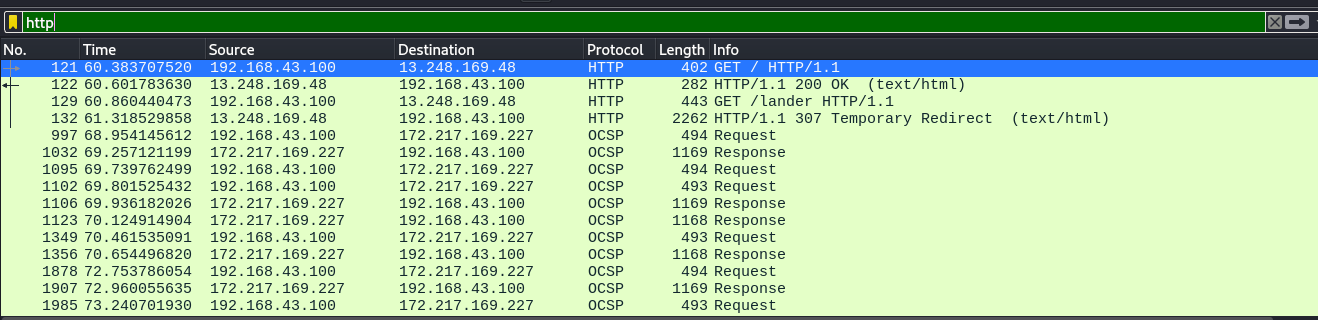 http
No. Time Source Destination Protocol Length Info
121 60.383707520 192.168.43.100 13.248.169.48 HTTP 402 GET / HTTP/1.1
122 60.601783630 13.248.169.48 192.168.43.100 HTTP 282 HTTP/1.1 200 OK (text/html)
129 60.860440473 192.168.43.100 13.248.169.48 HTTP 443 GET /lander HTTP/1.1
132 61.318529858 13.248.169.48 192.168.43.100 HTTP 2262 HTTP/1.1 307 Temporary Redirect (text/html)
997 68.954145612 192.168.43.100 172.217.169.227 OCSP 494 Request
1032 69.257121199 172.217.169.227 192.168.43.100 OCSP 1169 Response
1095 69.739762499 192.168.43.100 172.217.169.227 OCSP 494 Request
1102 69.801525432 192.168.43.100 172.217.169.227 OCSP 493 Request
1106 69.936182026 172.217.169.227 192.168.43.100 OCSP 1169 Response
1123 70.124914904 172.217.169.227 192.168.43.100 OCSP 1168 Response
1349 70.461535091 192.168.43.100 172.217.169.227 OCSP 493 Request
1356 70.654496820 172.217.169.227 192.168.43.100 OCSP 1168 Response
1878 72.753786054 192.168.43.100 172.217.169.227 OCSP 494 Request
1907 72.960055635 172.217.169.227 192.168.43.100 OCSP 1169 Response
1985 73.240701930 192.168.43.100 172.217.169.227 OCSP 493 Request